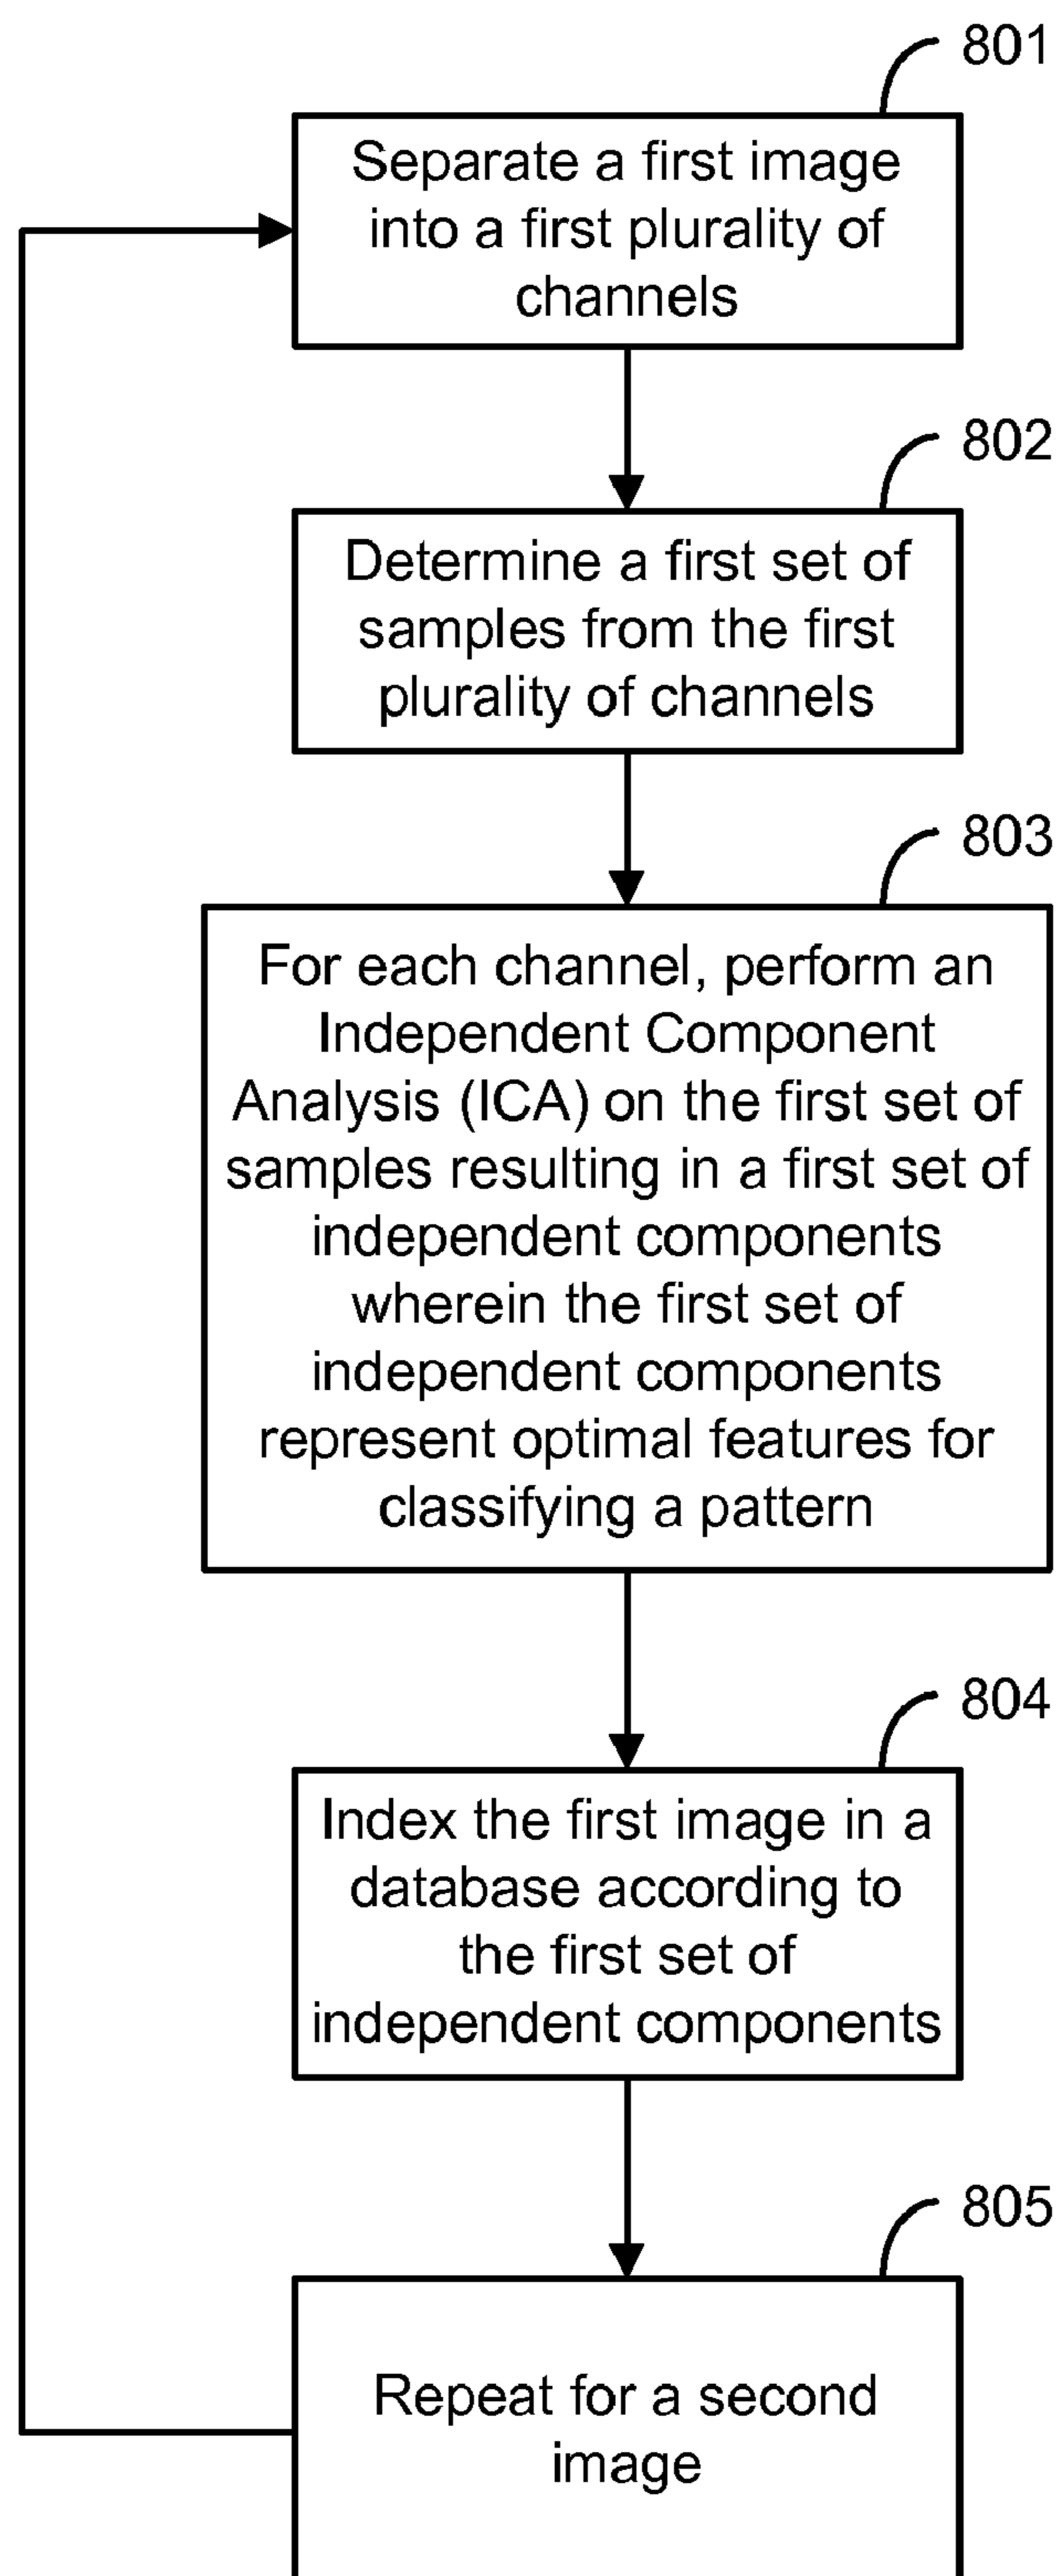 801
Separate a first image
into a first plurality of
channels
802
Determine a first set of
samples from the first
plurality of channels
803
For each channel, perform an
Independent Component
Analysis (ICA) on the first set of
samples resulting in a first set of
independent components
wherein the first set of
independent components
represent optimal features for
classifying a pattern
804
Index the first image in a
database according to
the first set of
independent components
805
Repeat for a second
image